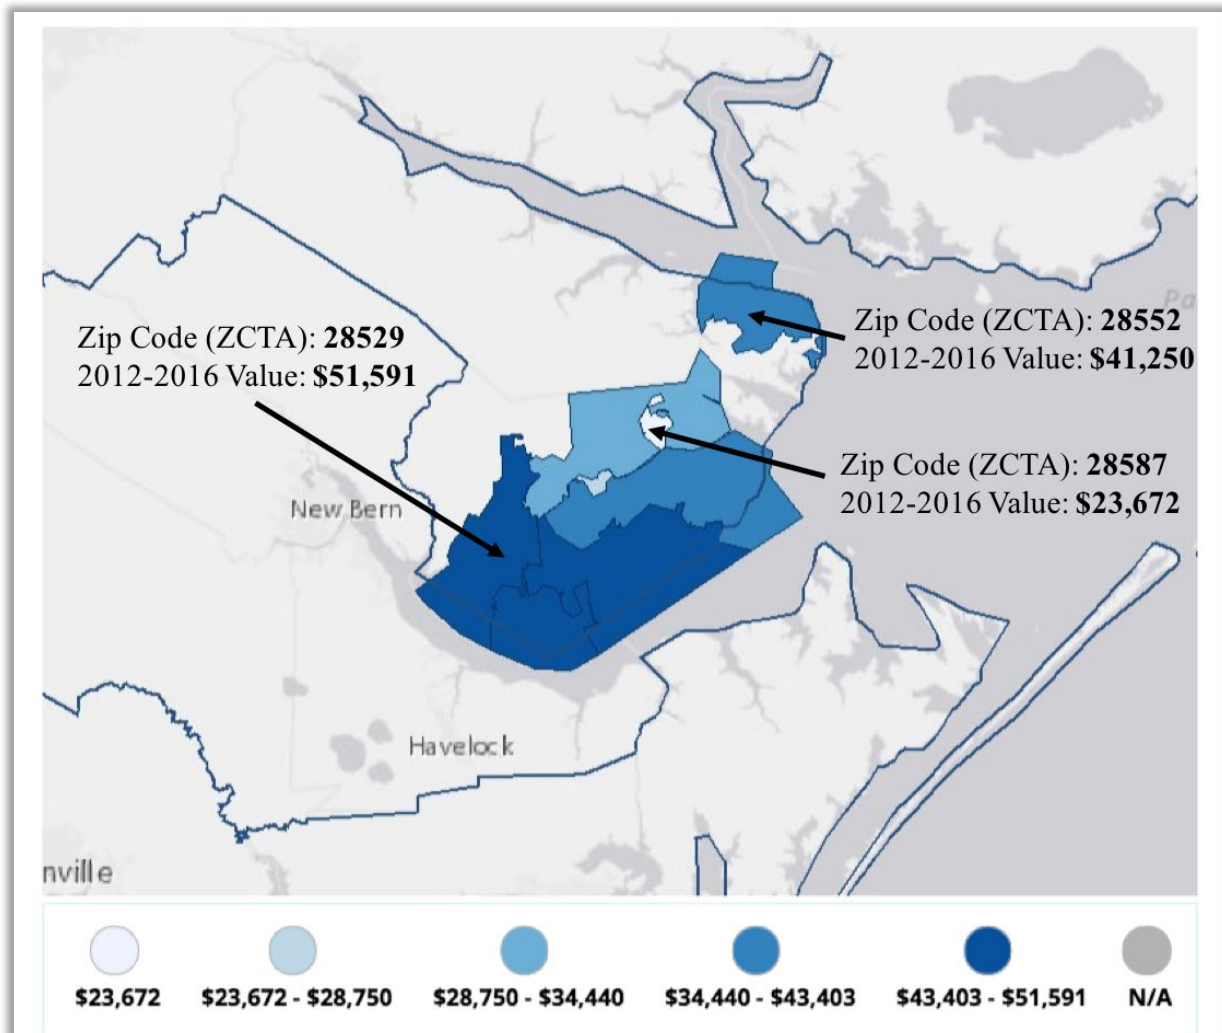 Pa
Zip Code (ZCTA): 28552
2012-2016 Value: $41,250
Zip Code (ZCTA): 28529
2012-2016 Value: $51,591
Zip Code (ZCTA): 28587
2012-2016 Value: $23,672
New Bern
Havelock
nville
$23,672
$23,672 - $28,750
$28,750 - $34,440
$34,440 - $43,403
$43,403 - $51,591
N/A